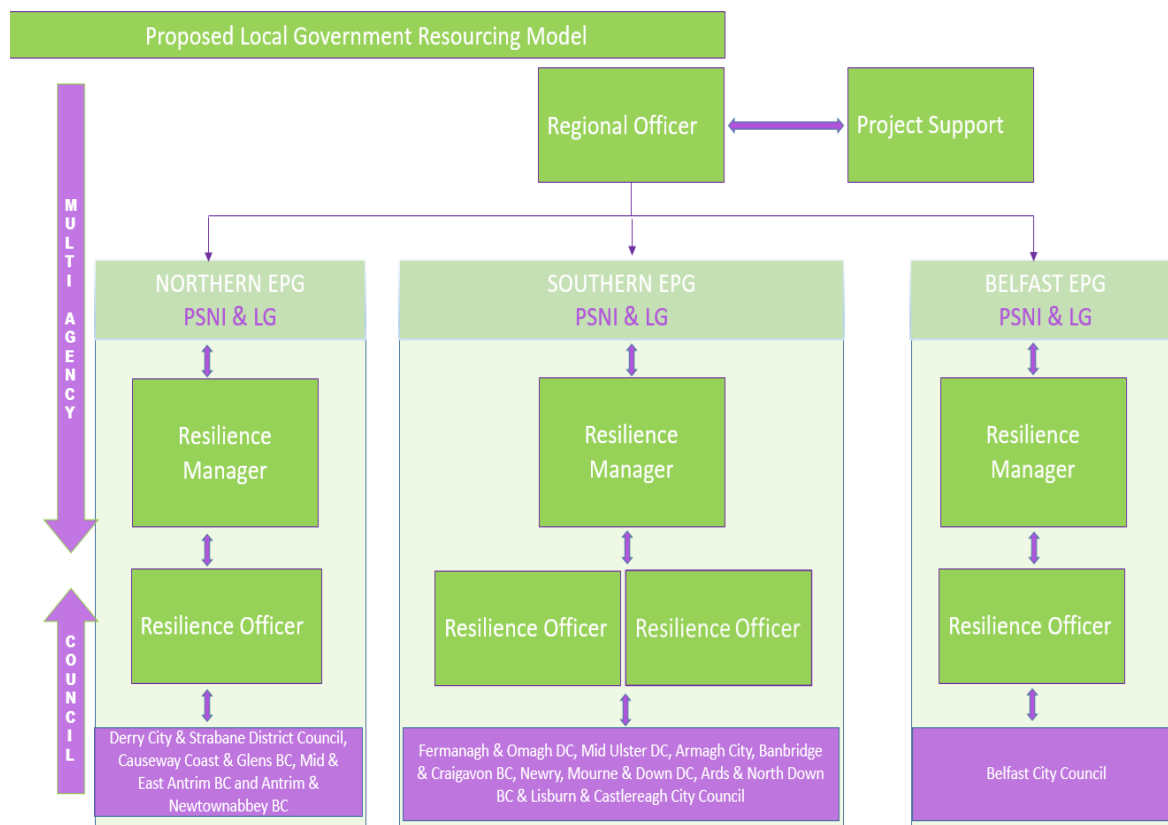 Proposed Local Government Resourcing Model
Regional Officer
Project Support
MULTI AGENCY
NORTHERN EPG
PSNI & LG
SOUTHERN EPG
PSNI & LG
BELFAST EPG
PSNI & LG
Resilience
Manager
Resilience
Manager
Resilience
Manager
COUNCIL
Resilience Officer
Resilience Officer
Resilience Officer
Resilience Officer
Derry City & Strabane District Council,
Causeway Coast & Glens BC, Mid &
East Antrim BC and Antrim &
Newtownabbey BC
Fermanagh & Omagh DC, Mid Ulster DC, Armagh City, Banbridge
& Craigavon BC, Newry, Mourne & Down DC, Ards & North Down
BC & Lisburn & Castlereagh City Council
Belfast City Council